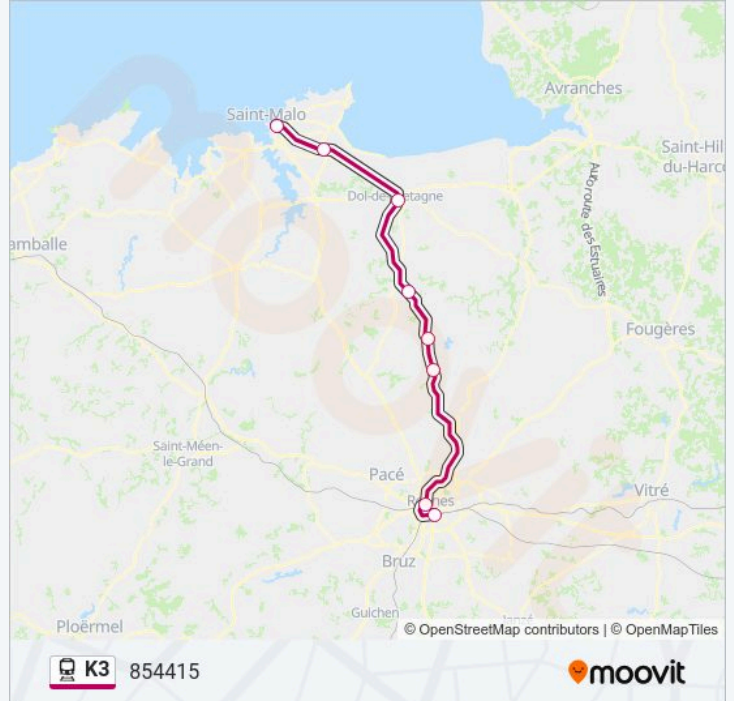 Avranches
Saint-Malo
Saint-Hil
du-Harco
Autoroute des Estuaires
Dol-de-Bretagne
amballe
Fougères
Saint-Méen-
le-Grand
Pacé
Rennes
Vitré
Bruz
Guichen
Ploërmel
© OpenStreetMap contributors | © OpenMapTiles
K3 854415
moovit